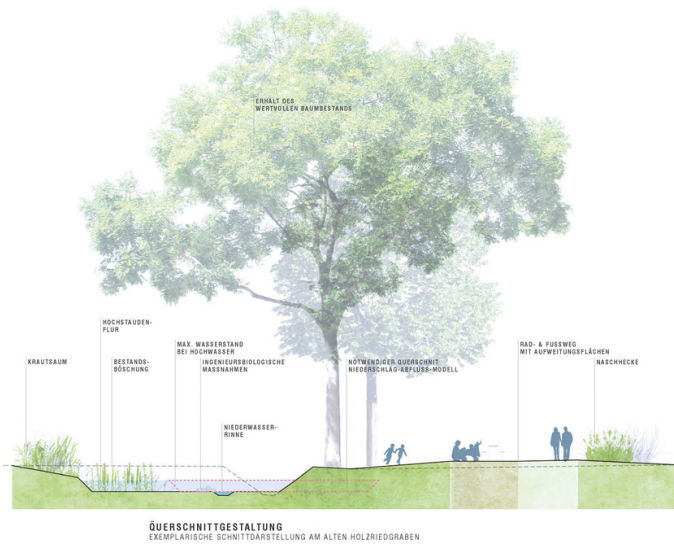 ERHALT DES
WERTVOLLEN BAUMBESTANDS
HOCHSTAUDEN-
FLUR
KRAUTSAUM
BESTANDS-
BÖSCHUNG
MAX. WASSERSTAND
BEI HOCHWASSER
INGENIEURSBIOLOGISCHE
MASSNAHMEN
NIEDERWASSER-
RINNE
NOTWENDIGER QUERSCHNIT
NIEDERSCHLAG-ABFLUSS-MODELL
RAD- & FUSSWEG
MIT AUFWEITUNGSFLÄCHEN
NASCHHECKE
QUERSCHNITTGESTALTUNG
EXEMPLARISCHE SCHNITTDARSTELLUNG AM ALTEN HOLZRIEDGRABEN